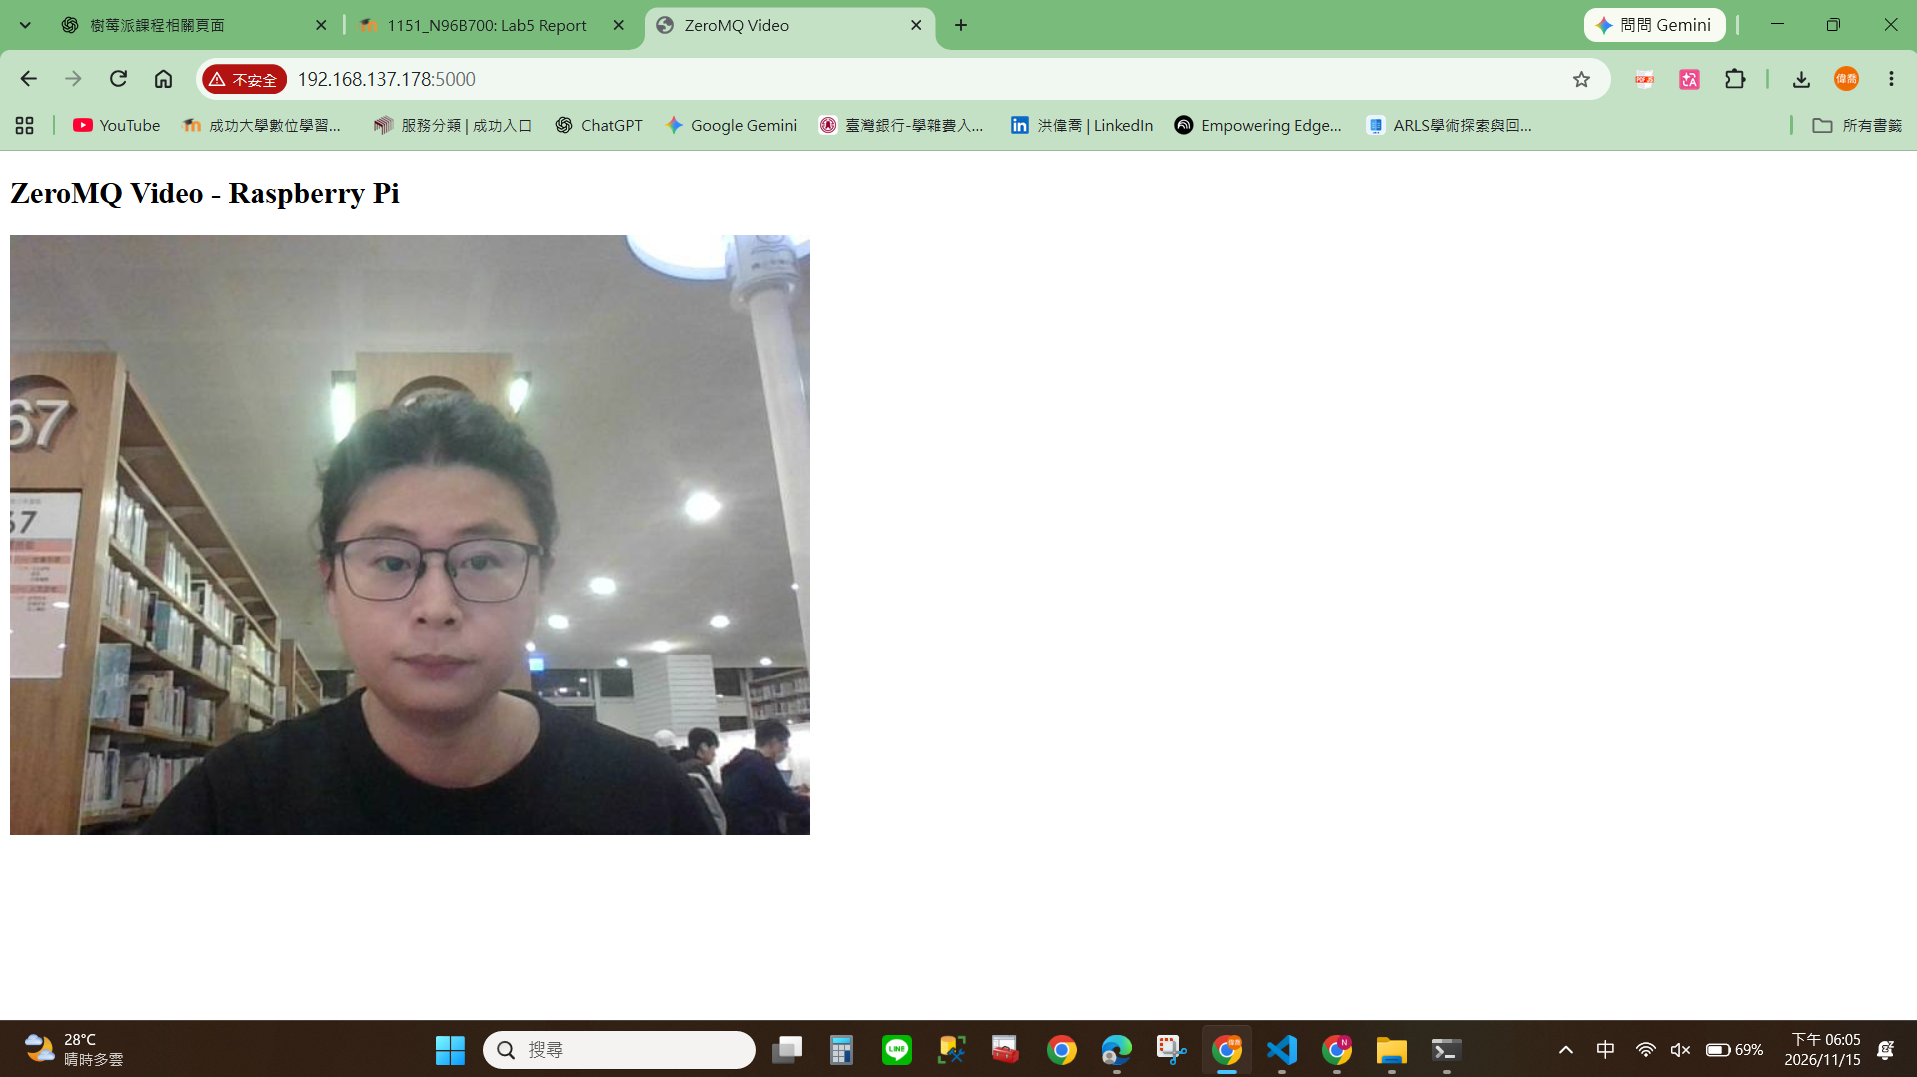 樹莓派課程相關頁面
1151_N96B700: Lab5 Report
ZeroMQ Video
問問 Gemini
不安全
192.168.137.178:5000
偉喬
YouTube
成功大學數位學習...
服務分類 | 成功入口
ChatGPT
Google Gemini
臺灣銀行-學雜費入...
洪偉喬 | LinkedIn
Empowering Edge...
ARLS學術探索與回...
所有書籤
ZeroMQ Video - Raspberry Pi
67
67
28°C
晴時多雲
搜尋
LINE
中
69%
下午 06:05
2026/11/15